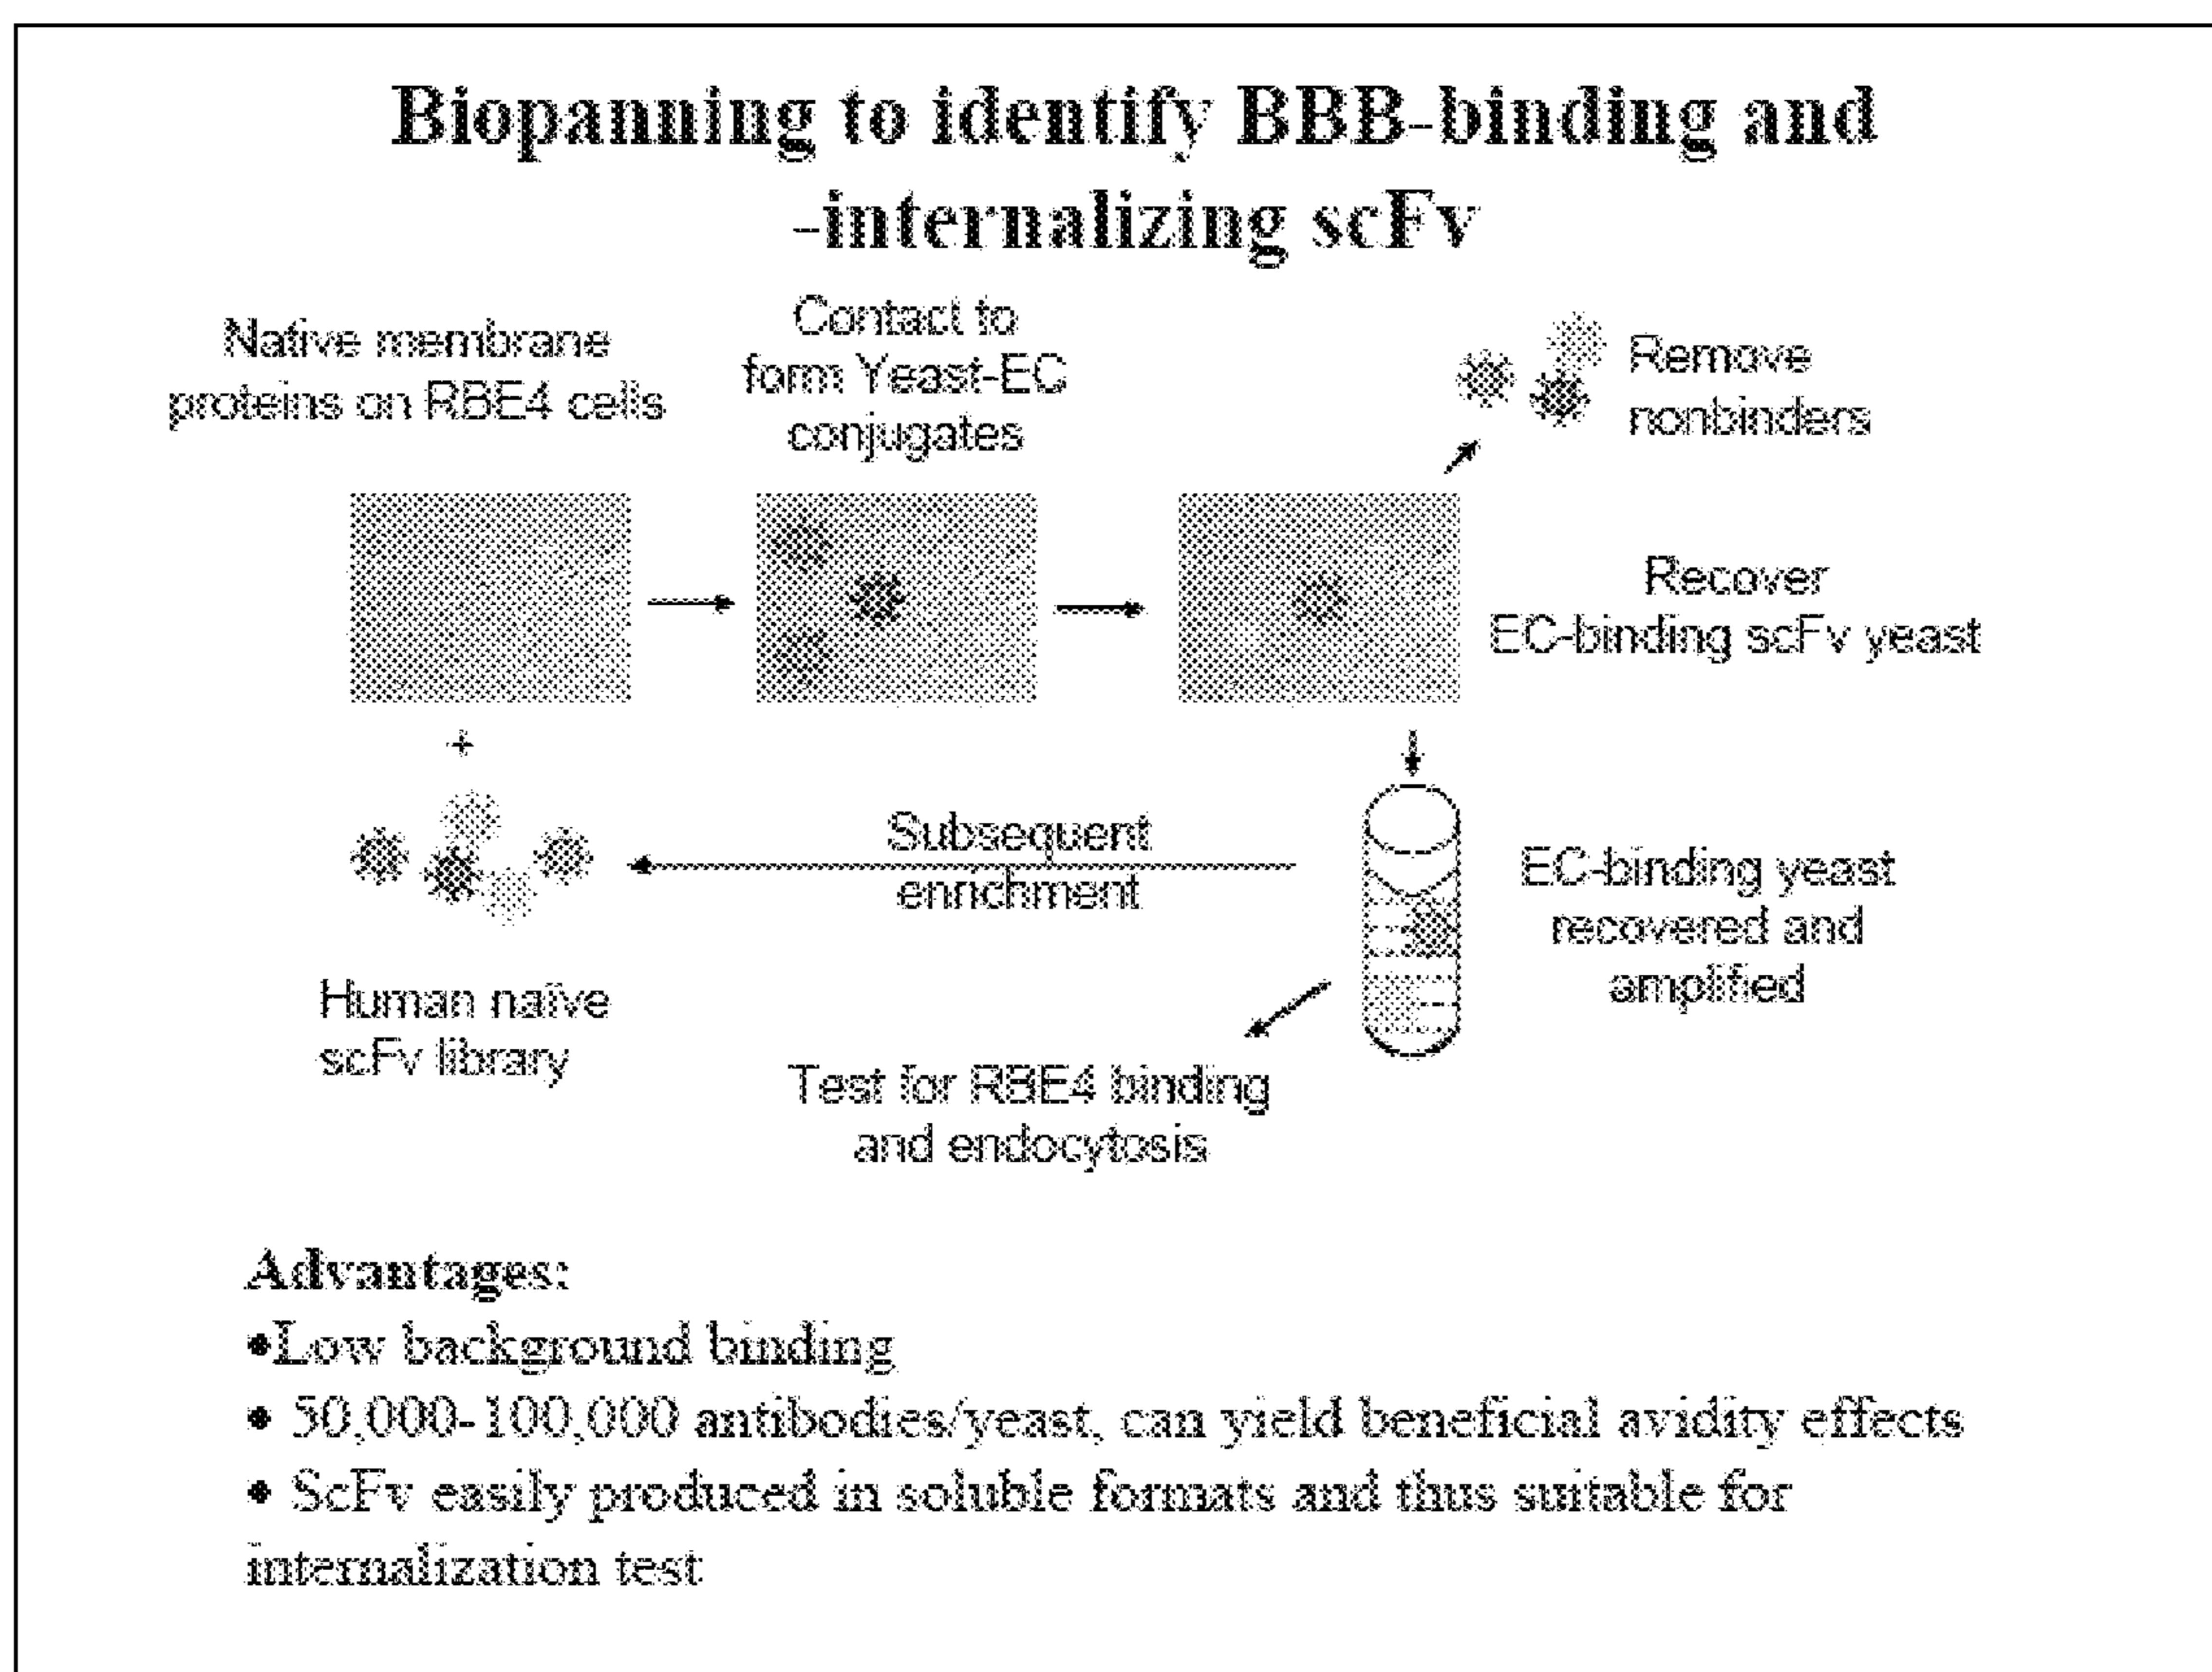 Biopanning to identify BBB-binding and
-internalizing scFv
Native membrane
proteins on RBE4 cells
Contact to
form Yeast-EC
conjugates
Remove
nonbinders
Recover
EC-binding scFv yeast
+
Subsequent
enrichment
EC-binding yeast
recovered and
amplified
Human naïve
scFv library
Test for RBE4 binding
and endocytosis
Advantages:
•Low background binding
• 50,000-100,000 antibodies/yeast, can yield beneficial avidity effects
• ScFv easily produced in soluble formats and thus suitable for
internalization test